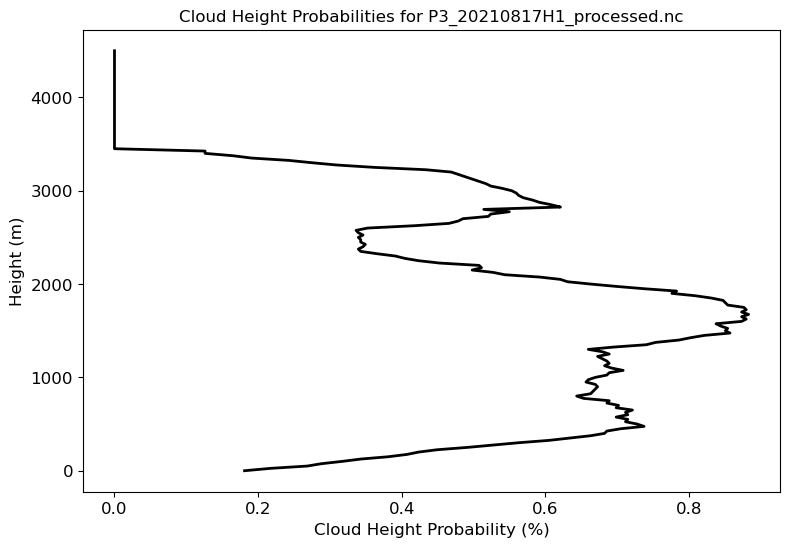 Cloud Height Probabilities for P3_20210817H1_processed.nc
4000
3000
2000
1000
0
Height (m)
0.0 0.2 0.4 0.6 0.8
Cloud Height Probability (%)